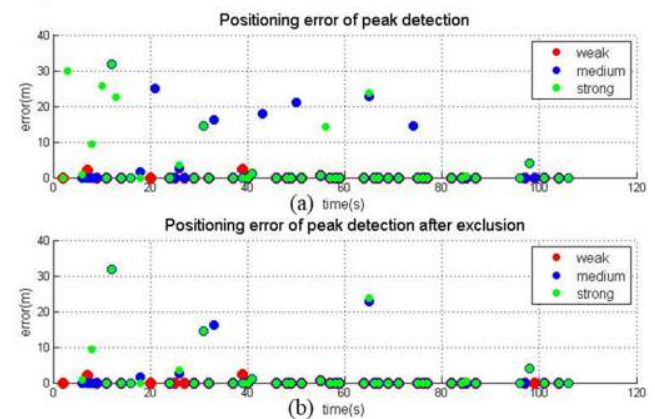 Positioning error of peak detection
40
30
20
10
0
error(m)
weak
medium
strong
0 20 40 60 80 100 120
(a) time(s)
Positioning error of peak detection after exclusion
40
30
20
10
0
error(m)
weak
medium
strong
0 20 40 60 80 100 120
(b) time(s)